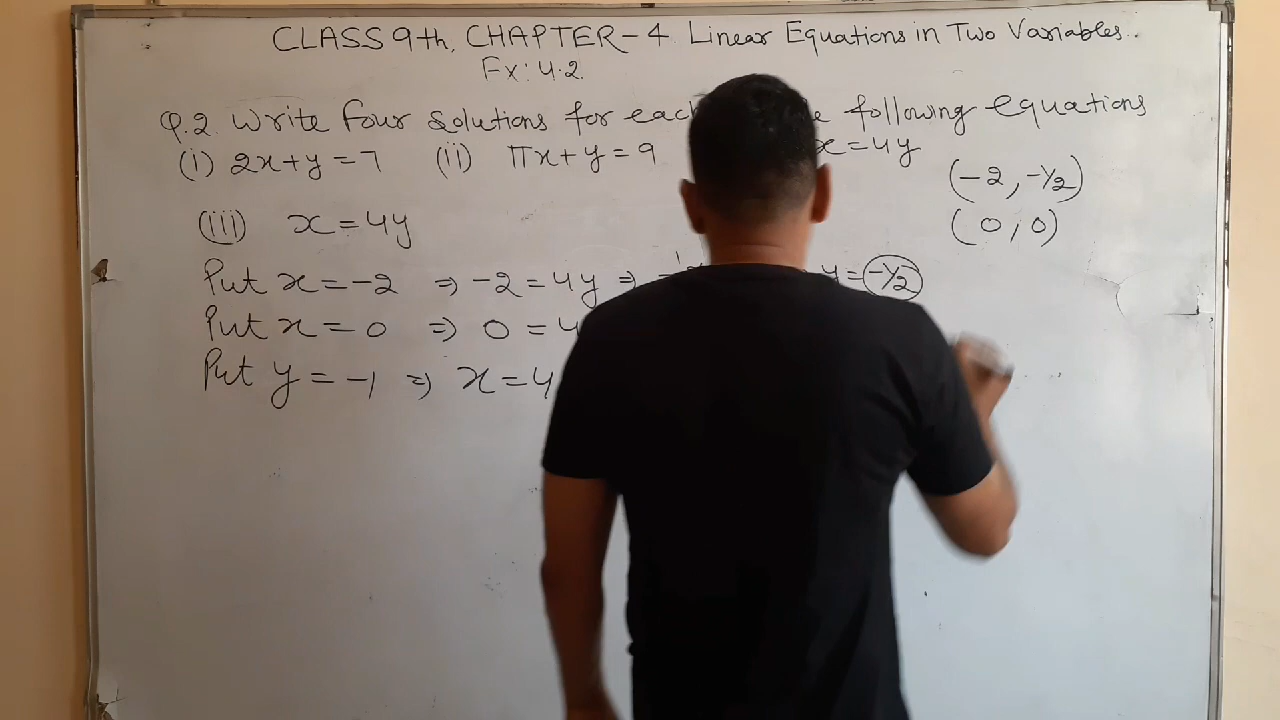 CLASS 9th, CHAPTER-4 Linear Equations in Two Variables..
Ex: 4.2.
Q.2. Write four solutions for each following equations
(i) 2x+y=7 (ii) πx+y=9 x=4y
(-2, -1/2)
(iii) x=4y
(0, 0)
Put x=-2 ⇒ -2=4y ⇒ y=-1/2
Put x=0 ⇒ 0=4
Put y=-1 ⇒ x=4